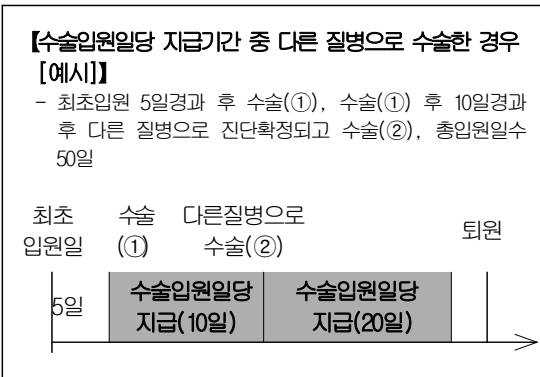 【수술입원일당 지급기간 중 다른 질병으로 수술한 경우
[예시]】
- 최초입원 5일경과 후 수술(①), 수술(①) 후 10일경과
후 다른 질병으로 진단확정되고 수술(②), 총입원일수
50일
최초 수술 다른질병으로
입원일 (①) 수술(②) 퇴원
5일 수술입원일당 수술입원일당
지급(10일) 지급(20일)